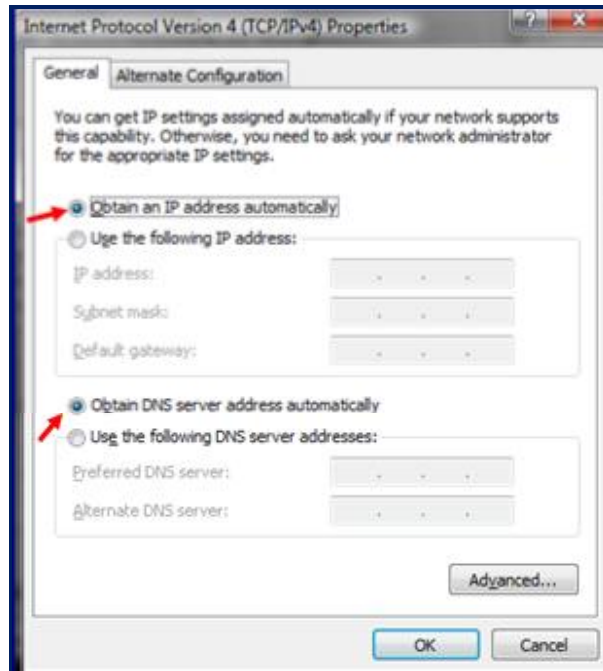 Internet Protocol Version 4 (TCP/IPv4) Properties
General
Alternate Configuration
You can get IP settings assigned automatically if your network supports
this capability. Otherwise, you need to ask your network administrator
for the appropriate IP settings.
Obtain an IP address automatically
Use the following IP address:
IP address:
Subnet mask:
Default gateway:
Obtain DNS server address automatically
Use the following DNS server addresses:
Preferred DNS server:
Alternate DNS server:
Advanced...
OK
Cancel